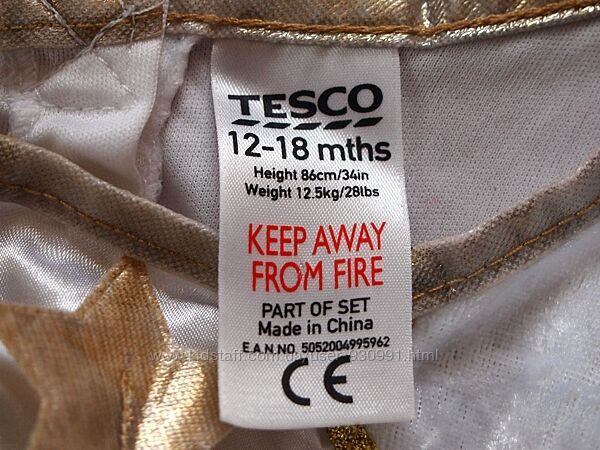 TESCO
12-18 mths
Height 86cm/34in
Weight 12.5kg/28lbs
KEEP AWAY
FROM FIRE
PART OF SET
Made in China
E.A.N.NO. 5052004995962
CE